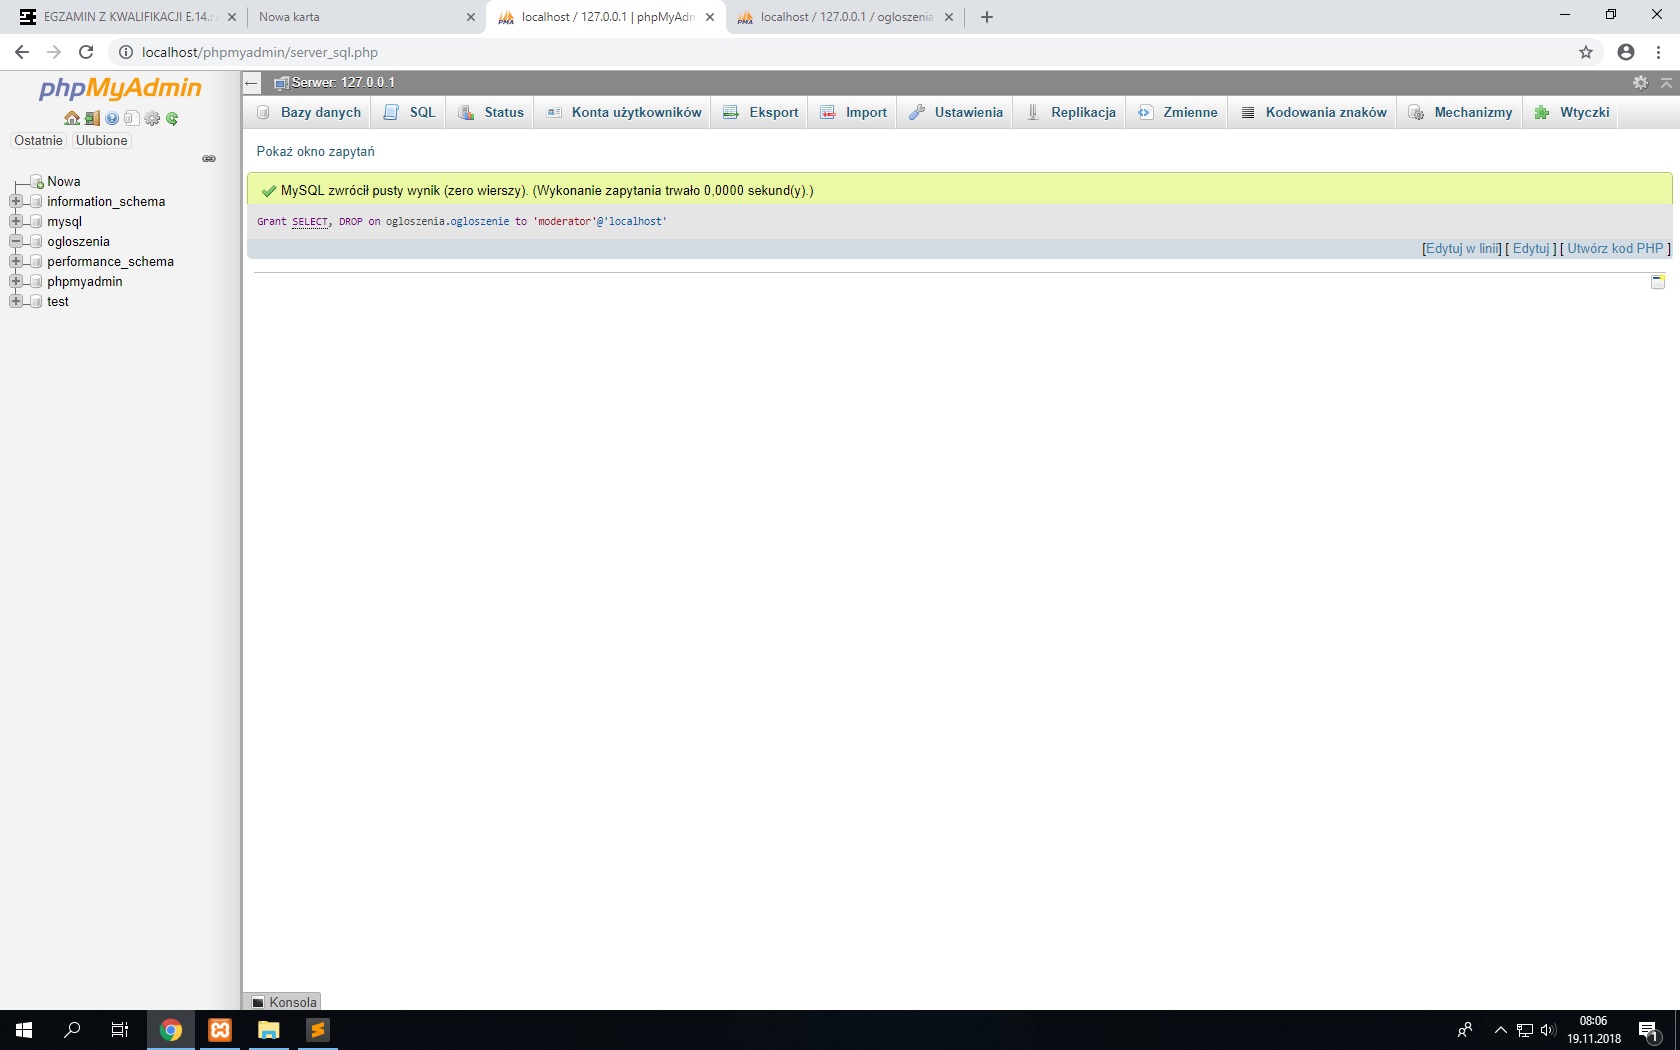 EGZAMIN Z KWALIFIKACJI E.14.:
Nowa karta
localhost / 127.0.0.1 | phpMyAdm
localhost / 127.0.0.1 / ogloszenia
localhost/phpmyadmin/server_sql.php
phpMyAdmin
Ostatnie
Ulubione
Nowa
information_schema
mysql
ogloszenia
performance_schema
phpmyadmin
test
Serwer: 127.0.0.1
Bazy danych
SQL
Status
Konta użytkowników
Eksport
Import
Ustawienia
Replikacja
Zmienne
Kodowania znaków
Mechanizmy
Wtyczki
Pokaż okno zapytań
MySQL zwrócił pusty wynik (zero wierszy). (Wykonanie zapytania trwało 0,0000 sekund(y).)
Grant SELECT, DROP on ogloszenia.ogloszenie to 'moderator'@'localhost'
[Edytuj w linii] [ Edytuj ] [ Utwórz kod PHP ]
Konsola
08:06
19.11.2018
1